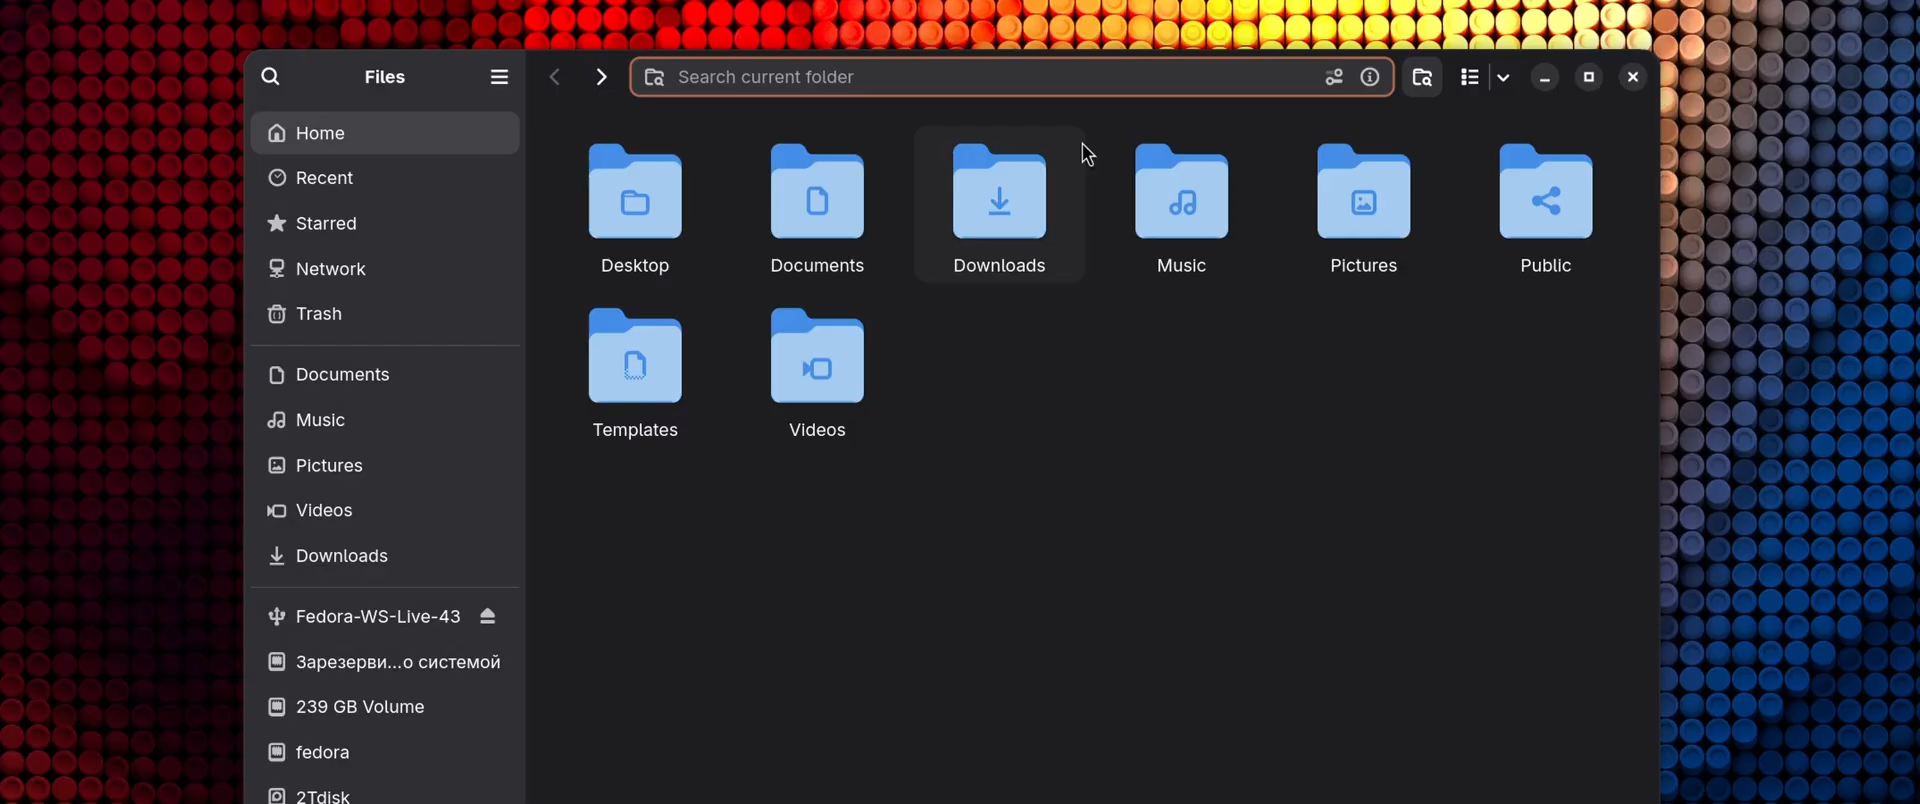 Files
Search current folder
Home
Recent
Starred
Network
Trash
Documents
Music
Pictures
Videos
Downloads
Fedora-WS-Live-43
Зарезерви...о системой
239 GB Volume
fedora
2Tdisk
Desktop
Documents
Downloads
Music
Pictures
Public
Templates
Videos